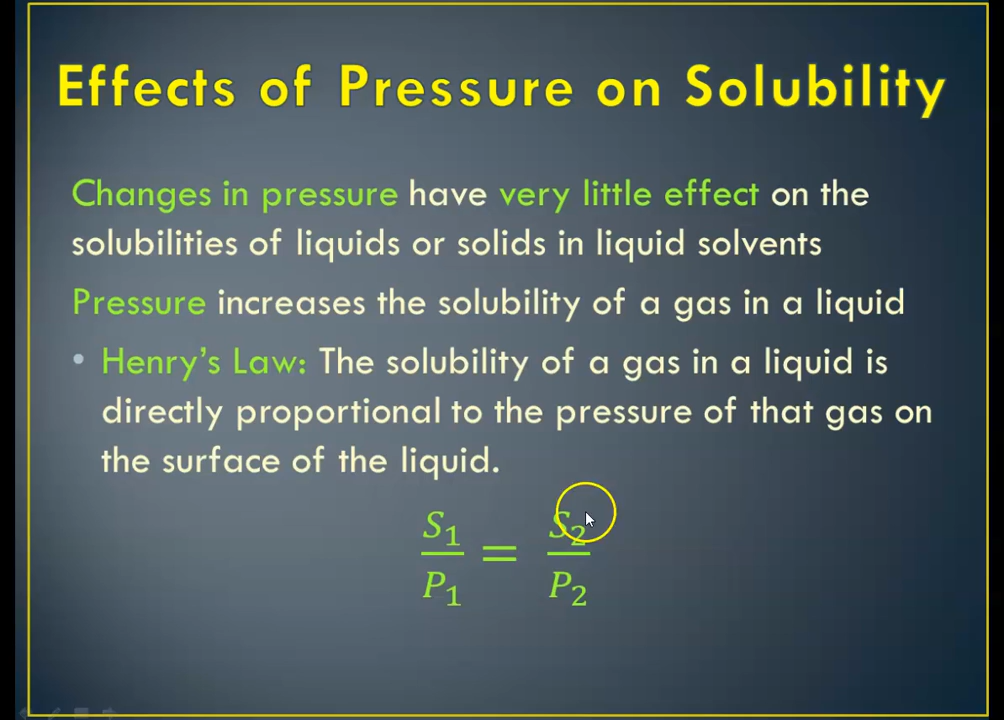 Effects of Pressure on Solubility
Changes in pressure have very little effect on the
solubilities of liquids or solids in liquid solvents
Pressure increases the solubility of a gas in a liquid
• Henry's Law: The solubility of a gas in a liquid is
directly proportional to the pressure of that gas on
the surface of the liquid.
S₁/P₁ = S₂/P₂